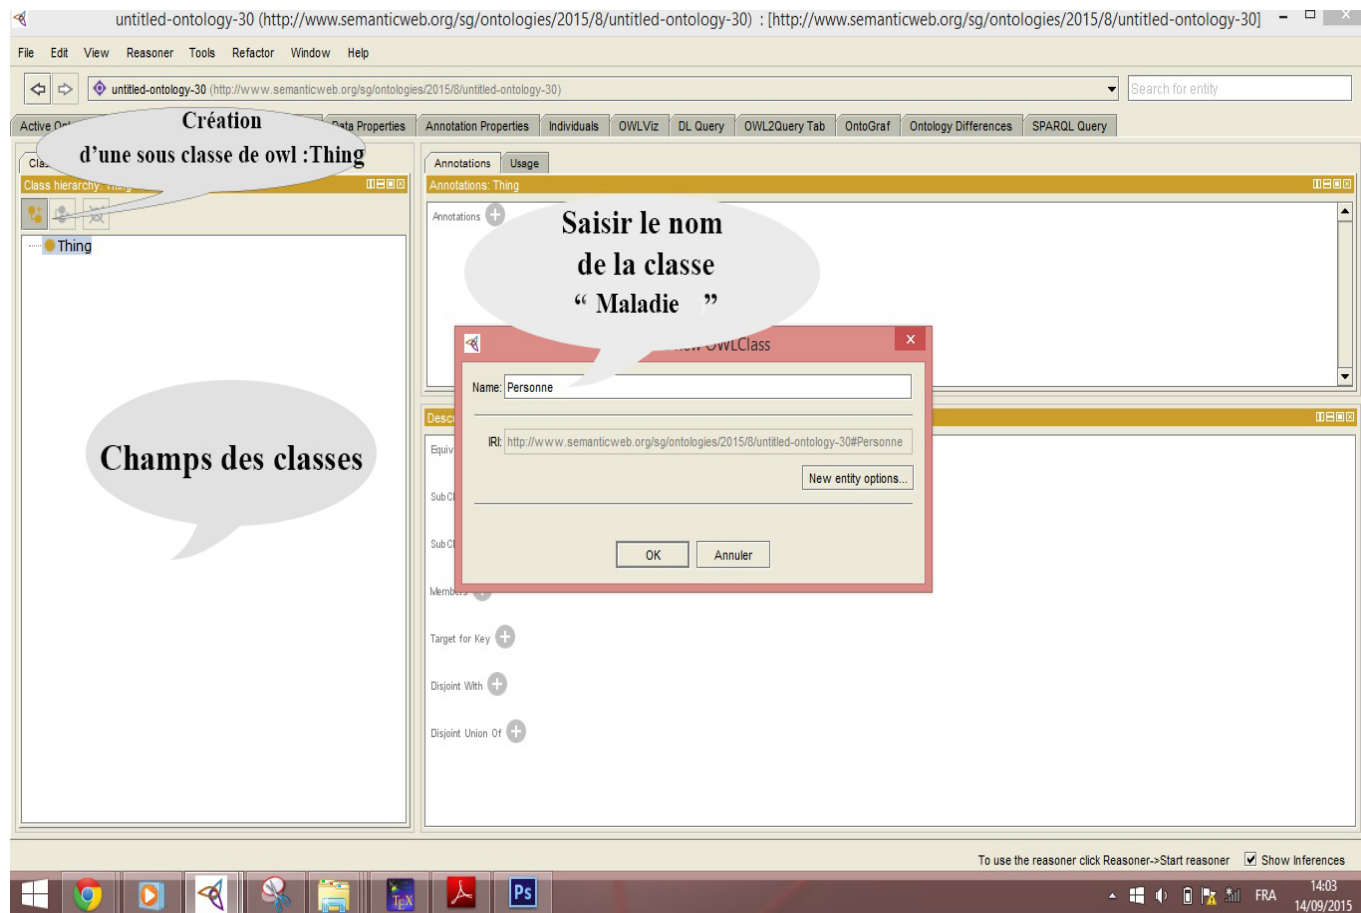 untitled-ontology-30 (http://www.semanticweb.org/sg/ontologies/2015/8/untitled-ontology-30) : [http://www.semanticweb.org/sg/ontologies/2015/8/untitled-ontology-30]
File Edit View Reasoner Tools Refactor Window Help
untitled-ontology-30 (http://www.semanticweb.org/sg/ontologies/2015/8/untitled-ontology-30)
Search for entity
Active Data Properties Annotation Properties Individuals OWLViz DL Query OWL2Query Tab OntoGraf Ontology Differences SPARQL Query
Création
d'une sous classe de owl :Thing
Class hierarchy:
Thing
Champs des classes
Annotations Usage
Annotations: Thing
Annotations
Saisir le nom
de la classe
“ Maladie ”
OWLClass
Name: Personne
IRI: http://www.semanticweb.org/sg/ontologies/2015/8/untitled-ontology-30#Personne
New entity options...
OK Annuler
Target for Key
Disjoint With
Disjoint Union Of
To use the reasoner click Reasoner->Start reasoner Show Inferences
TEX Ps FRA 14:03
14/09/2015